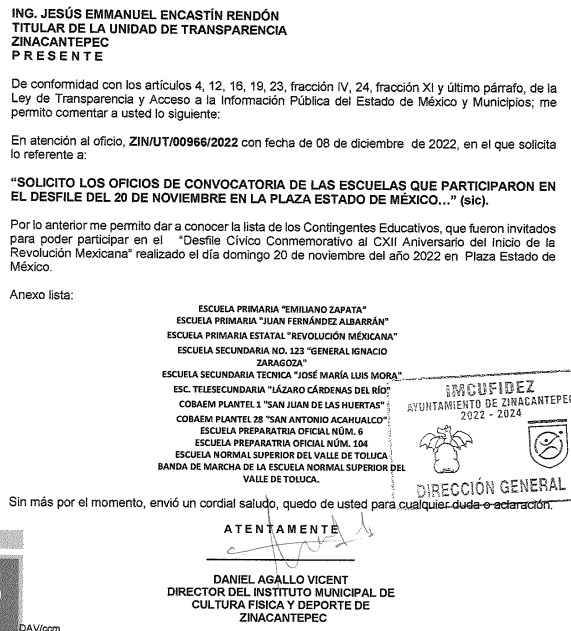 ING. JESÚS EMMANUEL ENCASTÍN RENDÓN
TITULAR DE LA UNIDAD DE TRANSPARENCIA
ZINACANTEPEC
P R E S E N T E
De conformidad con los artículos 4, 12, 16, 19, 23, fracción IV, 24, fracción XI y último párrafo, de la
Ley de Transparencia y Acceso a la Información Pública del Estado de México y Municipios; me
permito comentar a usted lo siguiente:
En atención al oficio, ZIN/UT/00966/2022 con fecha de 08 de diciembre de 2022, en el que solicita
lo referente a:
“SOLICITO LOS OFICIOS DE CONVOCATORIA DE LAS ESCUELAS QUE PARTICIPARON EN
EL DESFILE DEL 20 DE NOVIEMBRE EN LA PLAZA ESTADO DE MÉXICO...” (sic).
Por lo anterior me permito dar a conocer la lista de los Contingentes Educativos, que fueron invitados
para poder participar en el “Desfile Cívico Conmemorativo al CXII Aniversario del Inicio de la
Revolución Mexicana” realizado el día domingo 20 de noviembre del año 2022 en Plaza Estado de
México.
Anexo lista:
ESCUELA PRIMARIA “EMILIANO ZAPATA”
ESCUELA PRIMARIA "JUAN FERNÁNDEZ ALBARRÁN"
ESCUELA PRIMARIA ESTATAL "REVOLUCIÓN MÉXICANA"
ESCUELA SECUNDARIA NO. 123 "GENERAL IGNACIO
ZARAGOZA"
ESCUELA SECUNDARIA TECNICA "JOSÉ MARÍA LUIS MORA"
ESC. TELESECUNDARIA "LÁZARO CÁRDENAS DEL RÍO"
COBAEM PLANTEL 1 "SAN JUAN DE LAS HUERTAS"
COBAEM PLANTEL 28 "SAN ANTONIO ACAHUALCO"
ESCUELA PREPARATRIA OFICIAL NÚM. 6
ESCUELA PREPARATRIA OFICIAL NÚM. 104
ESCUELA NORMAL SUPERIOR DEL VALLE DE TOLUCA
BANDA DE MARCHA DE LA ESCUELA NORMAL SUPERIOR DEL
VALLE DE TOLUCA.
IMCUFIDEZ
AYUNTAMIENTO DE ZINACANTEPEC
2022 - 2024
DIRECCIÓN GENERAL
Sin más por el momento, envió un cordial saludo, quedo de usted para cualquier duda o aclaración.
A T E N T A M E N T E
DANIEL AGALLO VICENT
DIRECTOR DEL INSTITUTO MUNICIPAL DE
CULTURA FISICA Y DEPORTE DE
ZINACANTEPEC
DAV/ccm